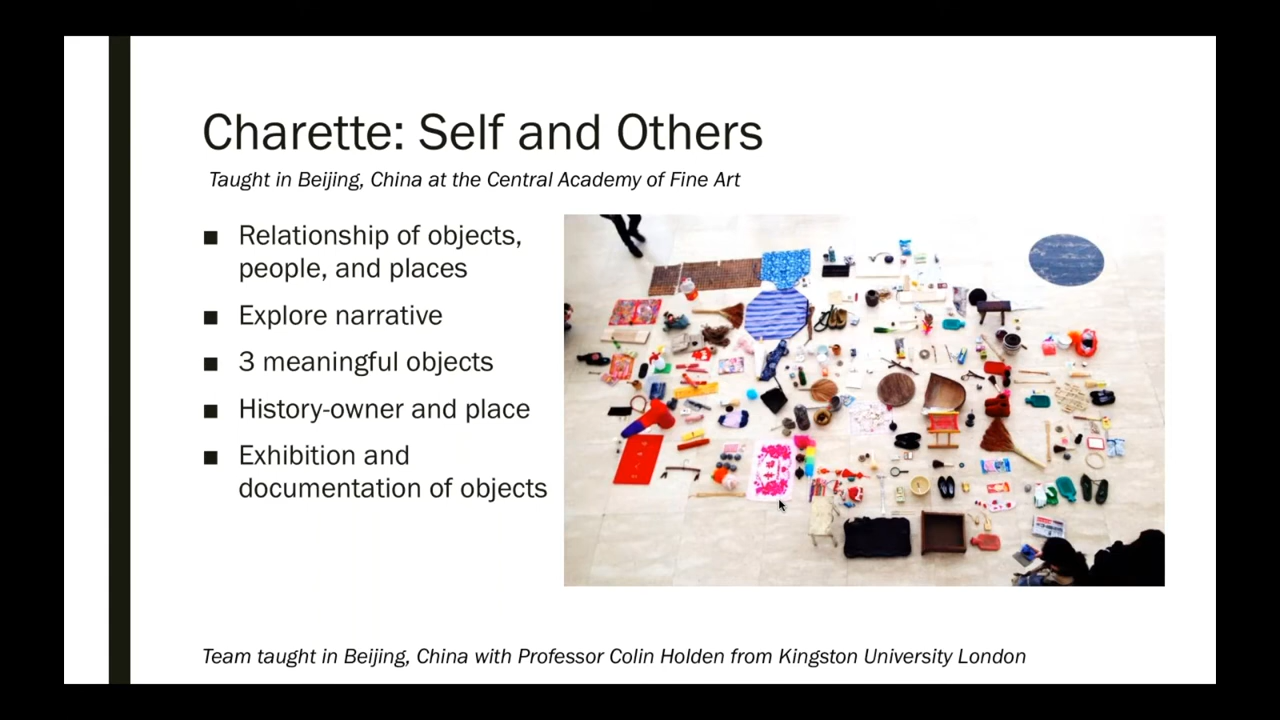 Charette: Self and Others
Taught in Beijing, China at the Central Academy of Fine Art
■ Relationship of objects,
people, and places
■ Explore narrative
■ 3 meaningful objects
■ History-owner and place
■ Exhibition and
documentation of objects
Team taught in Beijing, China with Professor Colin Holden from Kingston University London